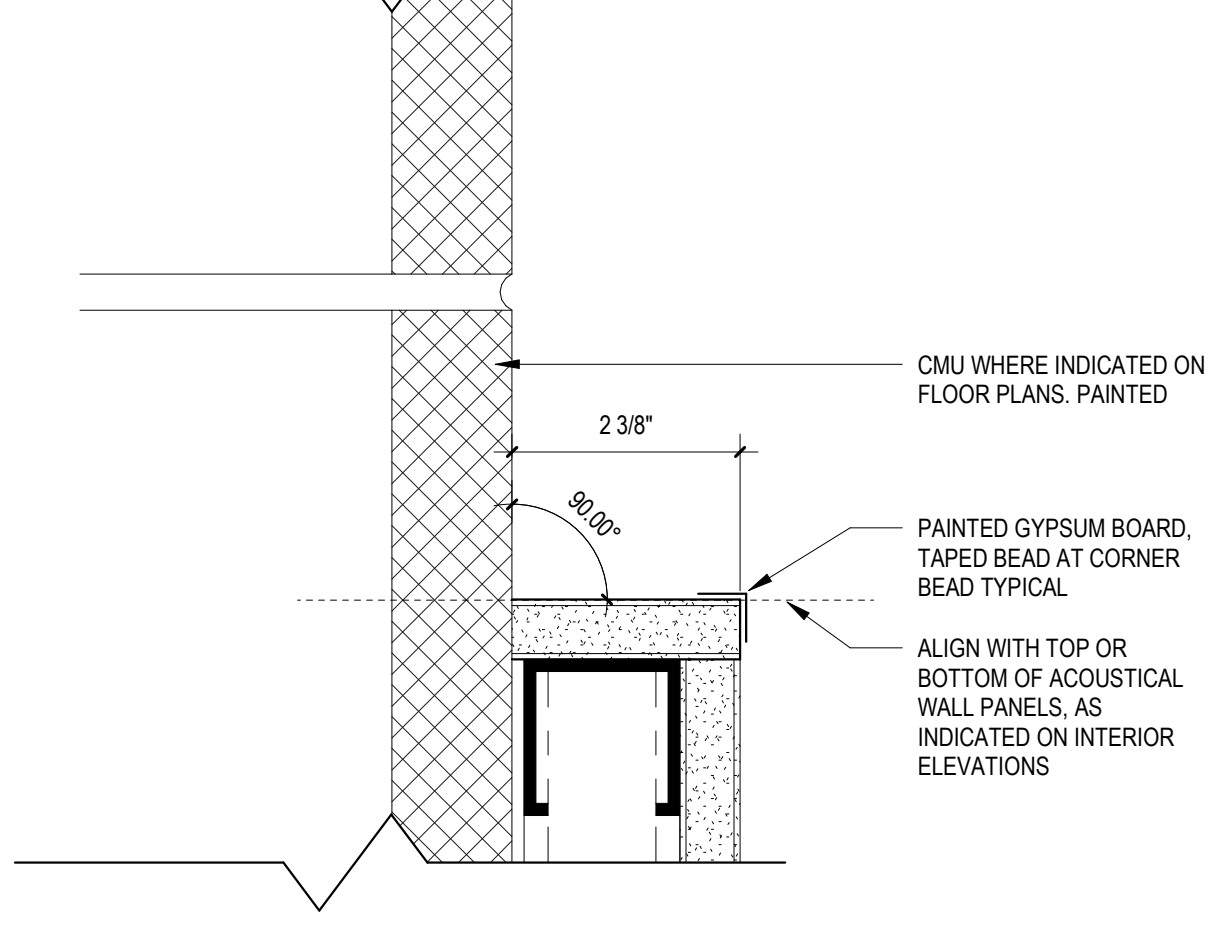 CMU WHERE INDICATED ON
FLOOR PLANS. PAINTED
2 3/8"
90.00°
PAINTED GYPSUM BOARD,
TAPED BEAD AT CORNER
BEAD TYPICAL
ALIGN WITH TOP OR
BOTTOM OF ACOUSTICAL
WALL PANELS, AS
INDICATED ON INTERIOR
ELEVATIONS